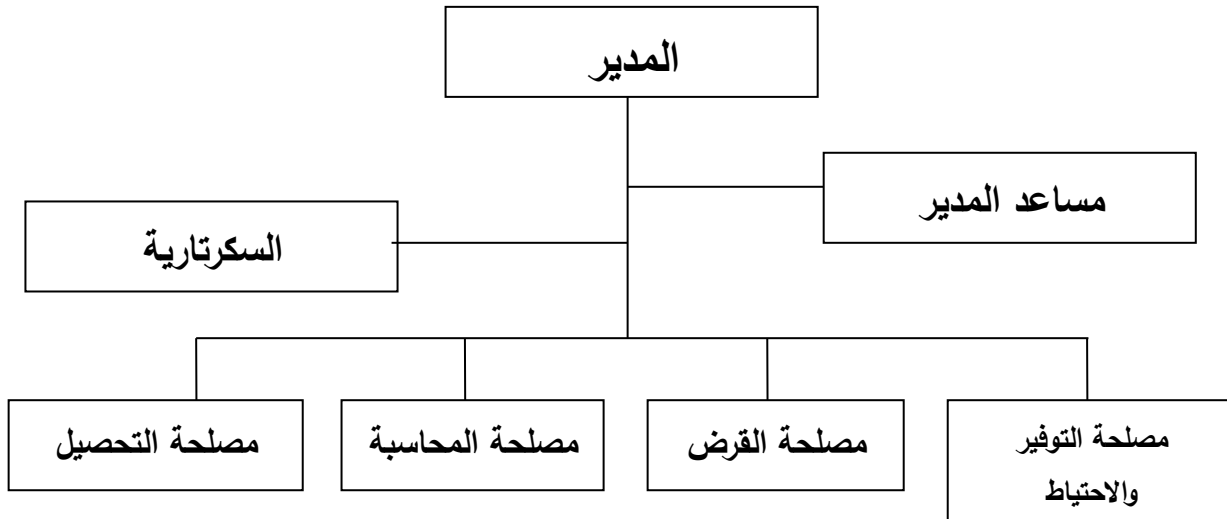 المدير
مساعد المدير
السكرتارية
مصلحة التوفير
والاحتياط
مصلحة القرض
مصلحة المحاسبة
مصلحة التحصيل